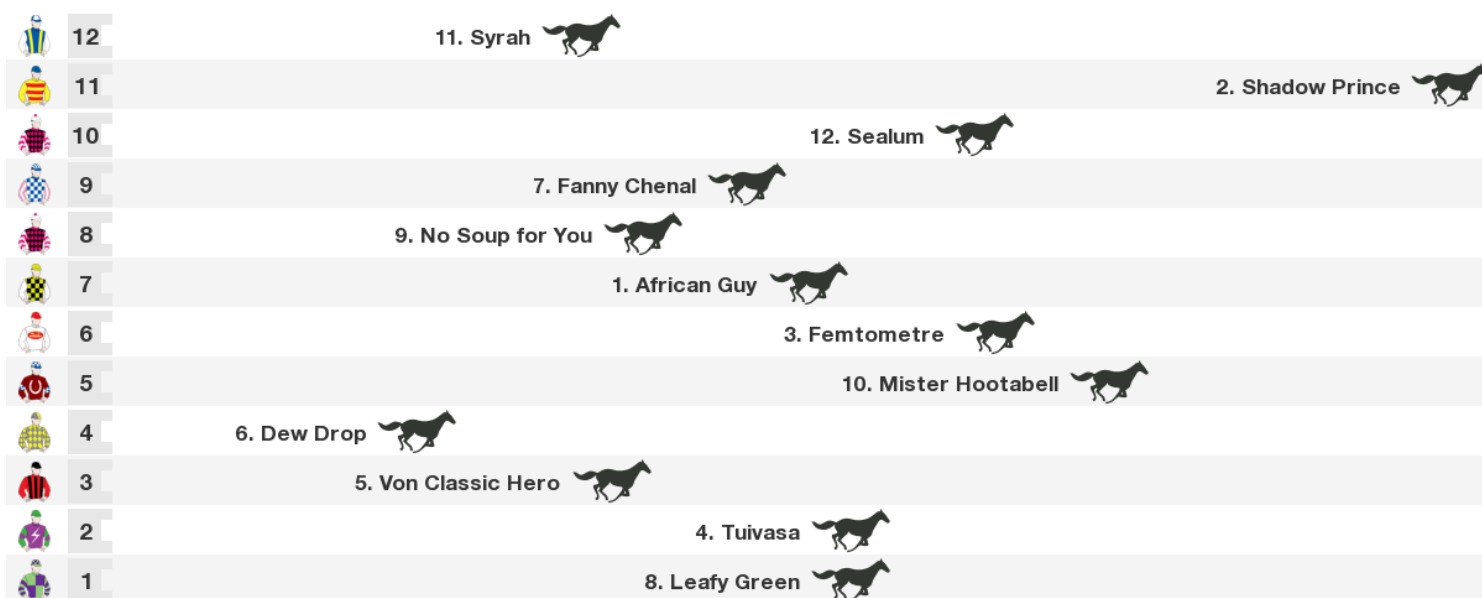 12 11. Syrah
11 2. Shadow Prince
10 12. Sealum
9 7. Fanny Chenal
8 9. No Soup for You
7 1. African Guy
6 3. Femtometre
5 10. Mister Hootabell
4 6. Dew Drop
3 5. Von Classic Hero
2 4. Tuivasa
1 8. Leafy Green